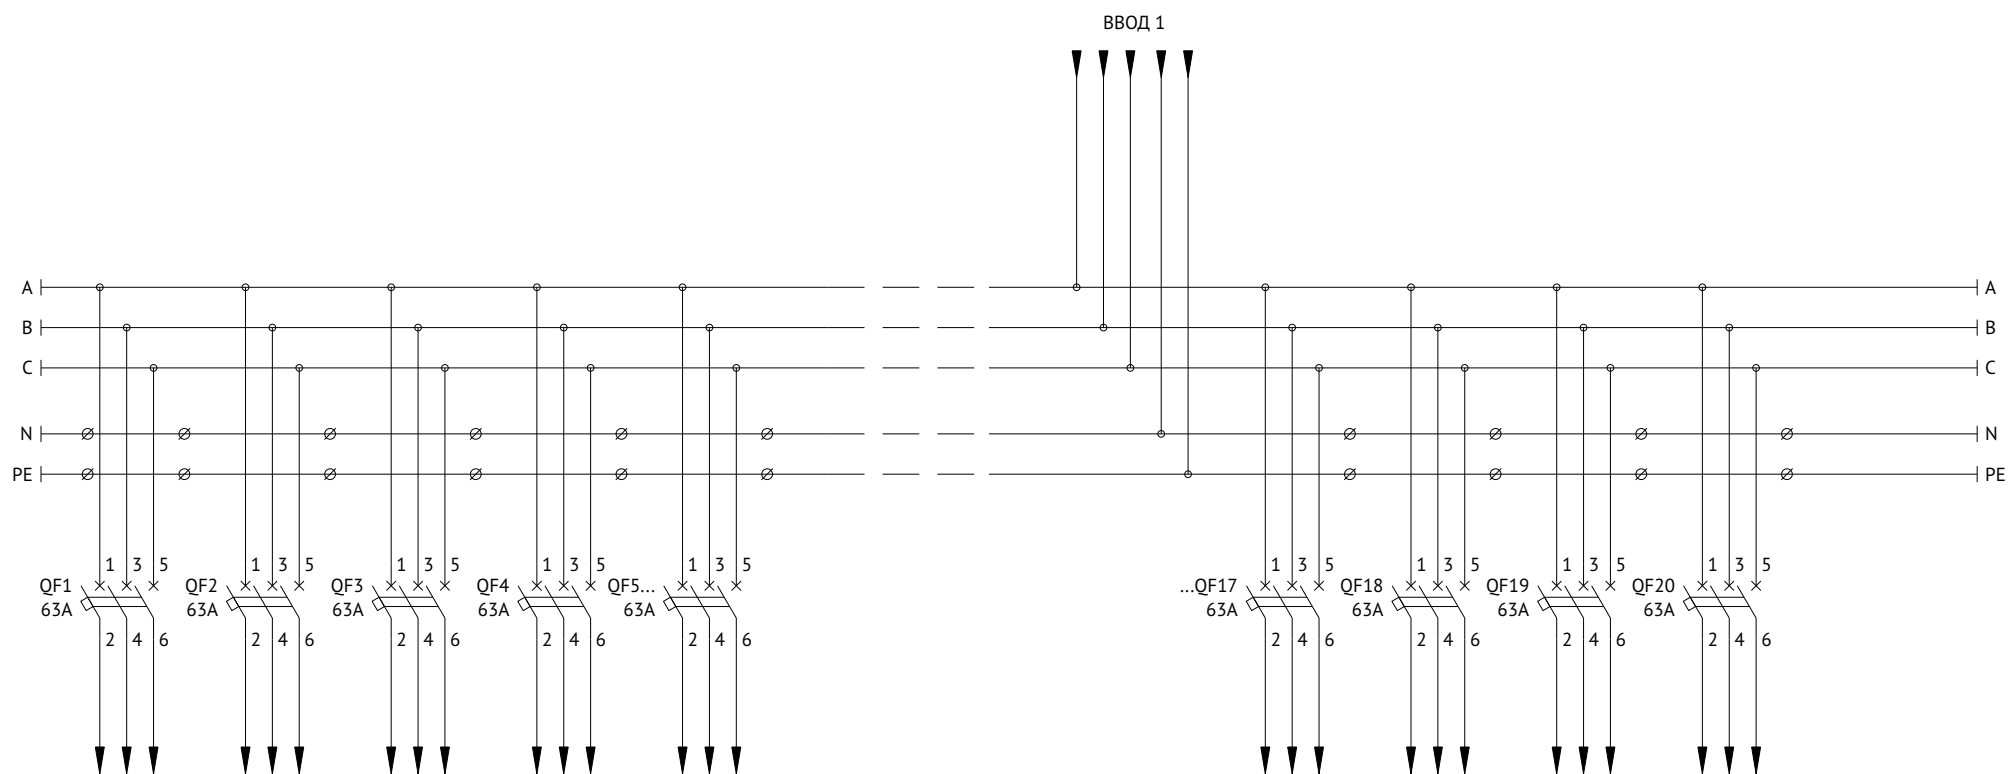 ВВОД 1
A A
B B
C C
N N
PE PE
1 3 5 1 3 5 1 3 5 1 3 5 1 3 5 1 3 5 1 3 5 1 3 5 1 3 5
QF1 QF2 QF3 QF4 QF5... ...QF17 QF18 QF19 QF20
63A 63A 63A 63A 63A 63A 63A 63A 63A
2 4 6 2 4 6 2 4 6 2 4 6 2 4 6 2 4 6 2 4 6 2 4 6 2 4 6